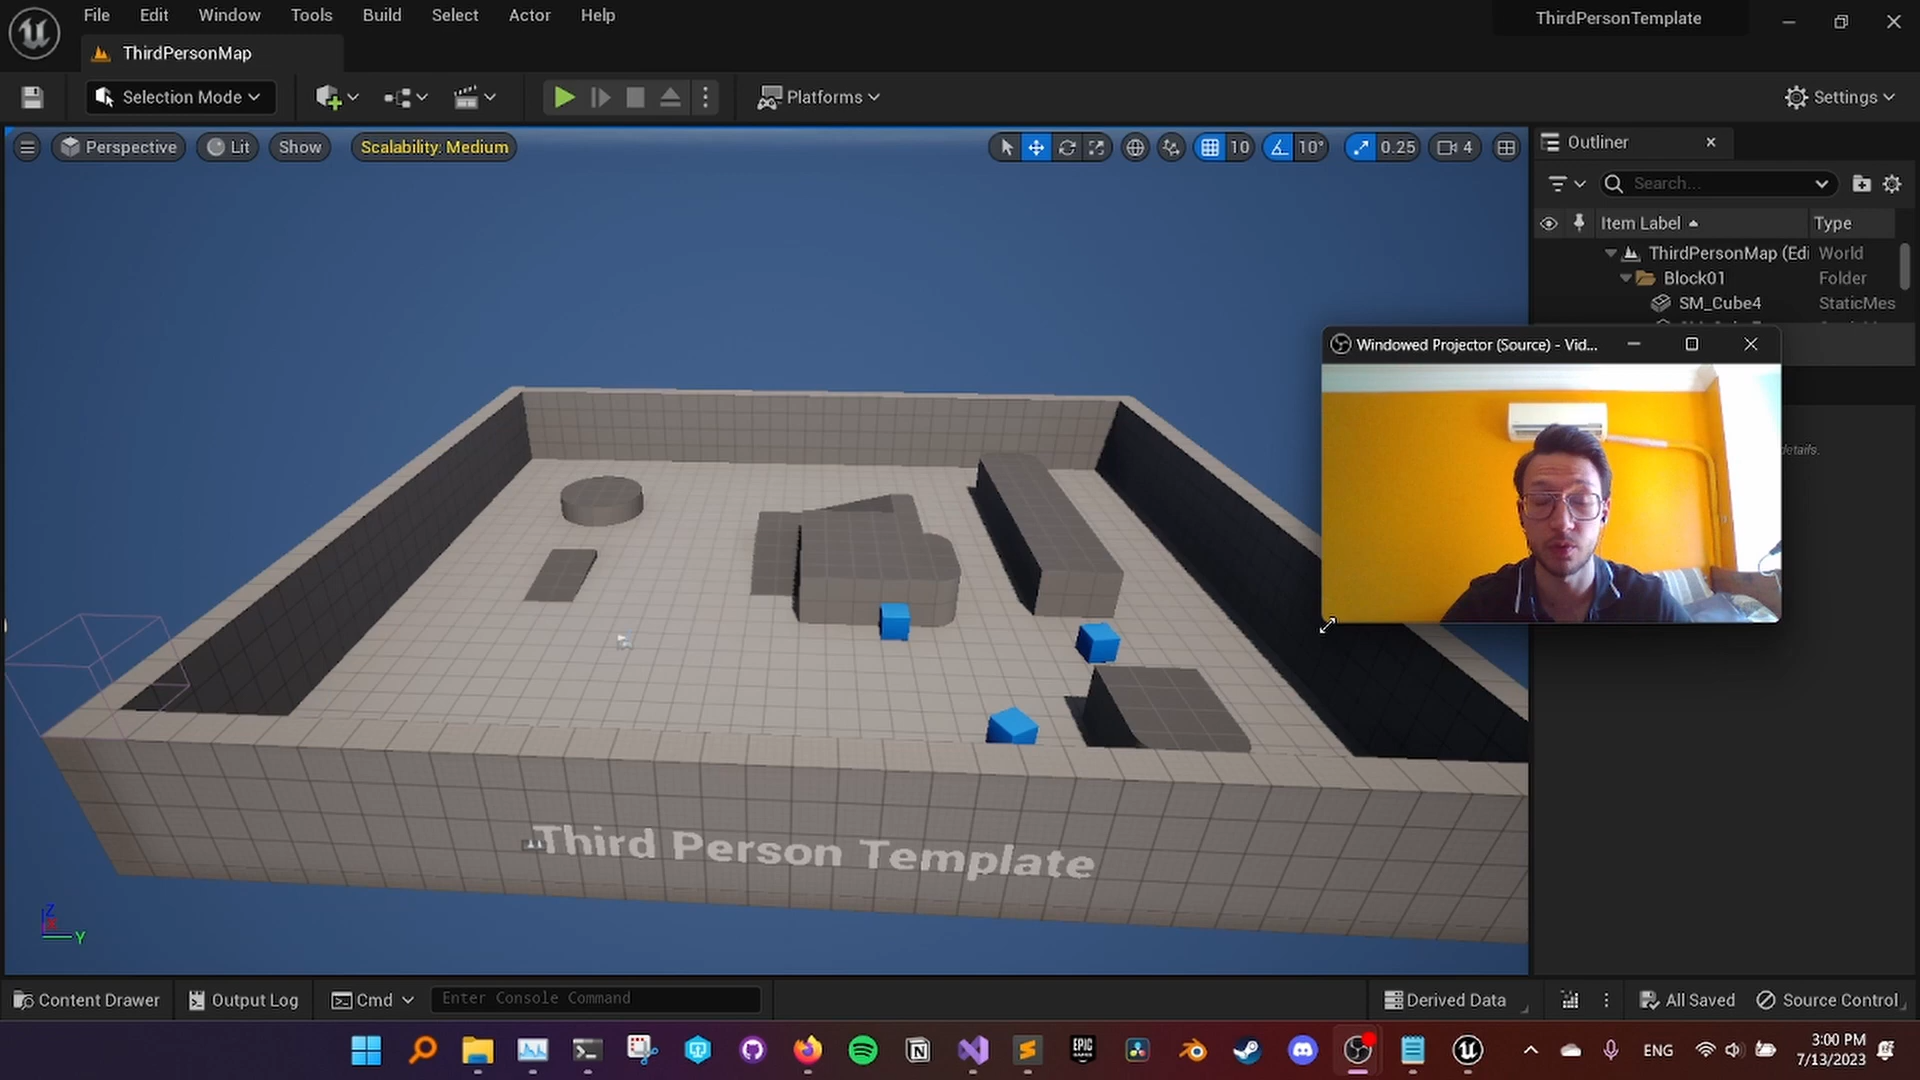 File Edit Window Tools Build Select Actor Help
ThirdPersonTemplate
ThirdPersonMap
Selection Mode
Platforms
Settings
Perspective
Lit
Show
Scalability: Medium
10
10°
0.25
4
Outliner
Search...
Item Label Type
ThirdPersonMap (Edi World
Block01 Folder
SM_Cube4 StaticMes
Windowed Projector (Source) - Vid...
details.
Third Person Template
Z
Y
Content Drawer
Output Log
Cmd
Enter Console Command
Derived Data
All Saved
Source Control
EPIC
GAMES
ENG
3:00 PM
7/13/2023